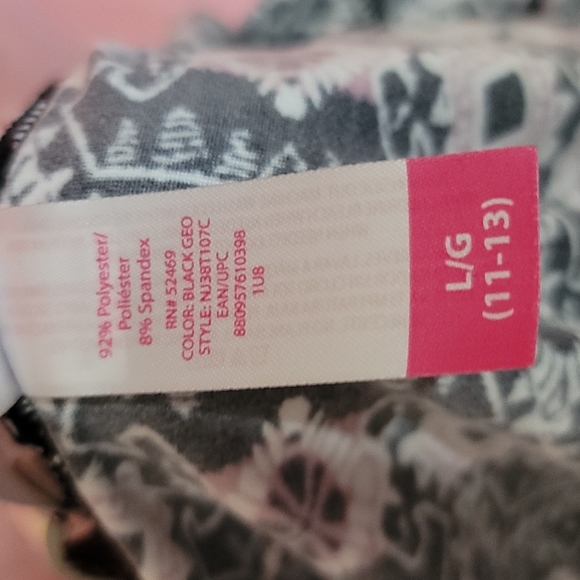 92% Polyester/
Poliéster
8% Spandex
RN# 52469
COLOR: BLACK GEO
STYLE: NJ38T107C
EAN/UPC
880957610398
1U8
L/G
(11-13)